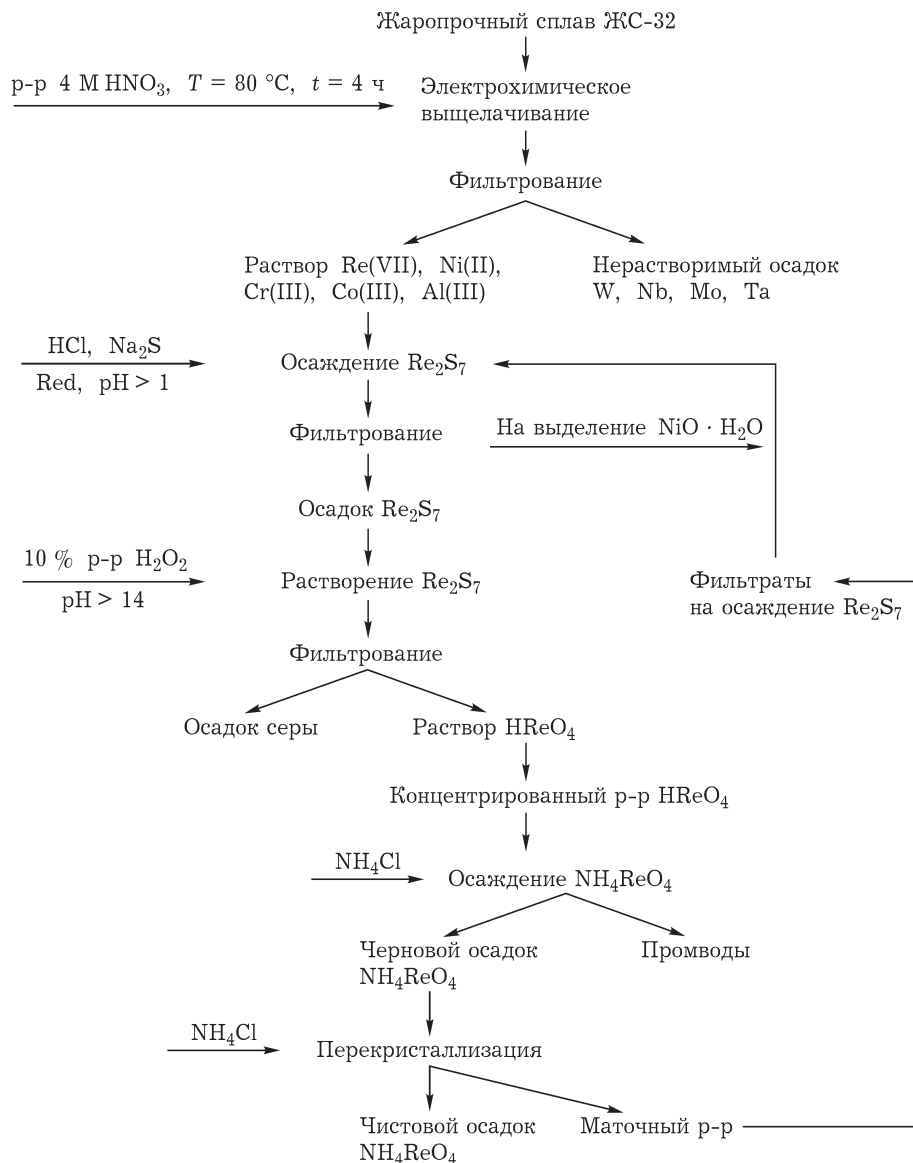 Жаропрочный сплав ЖС-32
р-р 4 М HNO₃, T = 80 °C, t = 4 ч
Электрохимическое
выщелачивание
Фильтрование
Раствор Re(VII), Ni(II),
Cr(III), Co(III), Al(III)
Нерастворимый осадок
W, Nb, Mo, Ta
HCl, Na₂S
Red, pH > 1
Осаждение Re₂S₇
Фильтрование
На выделение NiO · H₂O
Осадок Re₂S₇
10 % р-р H₂O₂
pH > 14
Растворение Re₂S₇
Фильтраты
на осаждение Re₂S₇
Фильтрование
Осадок серы
Раствор HReO₄
Концентрированный р-р HReO₄
NH₄Cl
Осаждение NH₄ReO₄
Черновой осадок
NH₄ReO₄
Промводы
NH₄Cl
Перекристаллизация
Чистовой осадок
NH₄ReO₄
Маточный р-р